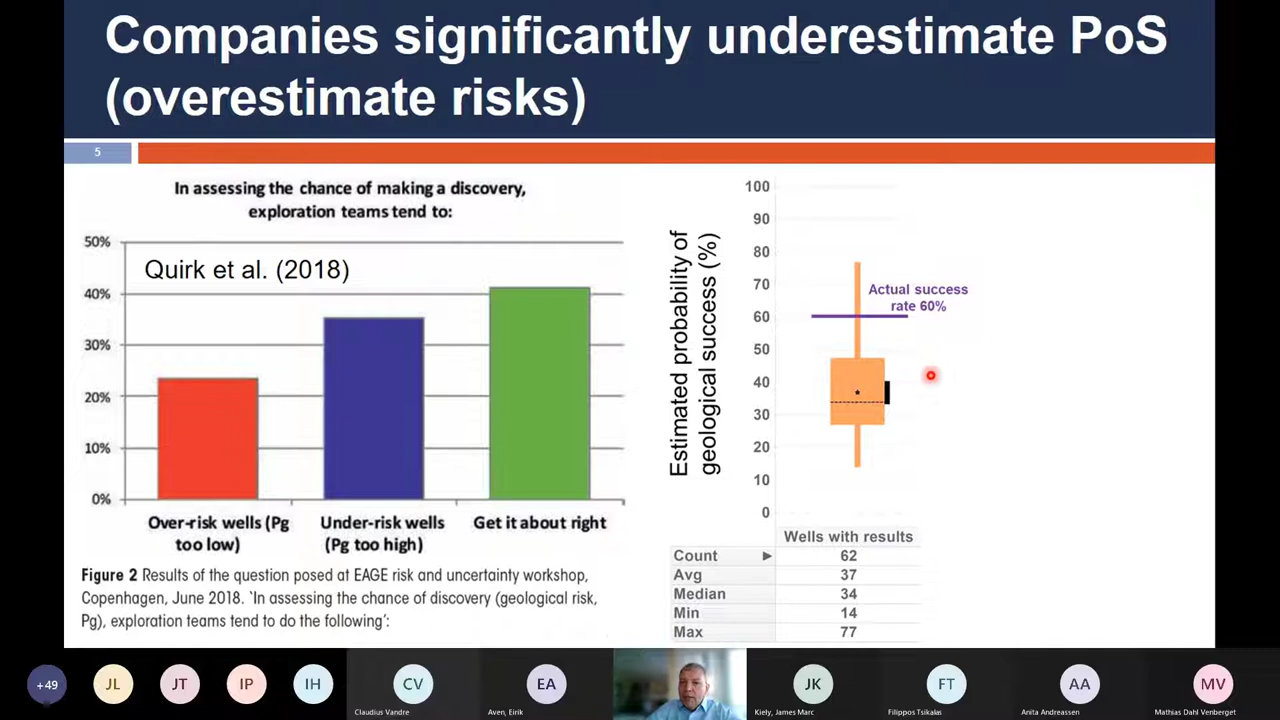 Companies significantly underestimate PoS
(overestimate risks)
5
In assessing the chance of making a discovery,
exploration teams tend to:
50%
Quirk et al. (2018)
40%
30%
20%
10%
0%
Over-risk wells (Pg
too low)
Under-risk wells
(Pg too high)
Get it about right
Figure 2 Results of the question posed at EAGE risk and uncertainty workshop,
Copenhagen, June 2018. 'In assessing the chance of discovery (geological risk,
Pg), exploration teams tend to do the following':
Estimated probability of
geological success (%)
100
90
80
70
60
50
40
30
20
10
0
Actual success
rate 60%
Wells with results
Count ▶ 62
Avg 37
Median 34
Min 14
Max 77
+49
JL
JT
IP
IH
CV
Claudius Vandre
EA
Aven, Eirik
JK
Kiely, James Marc
FT
Filippos Tsikalas
AA
Anita Andreassen
MV
Mathias Dahl Venberget